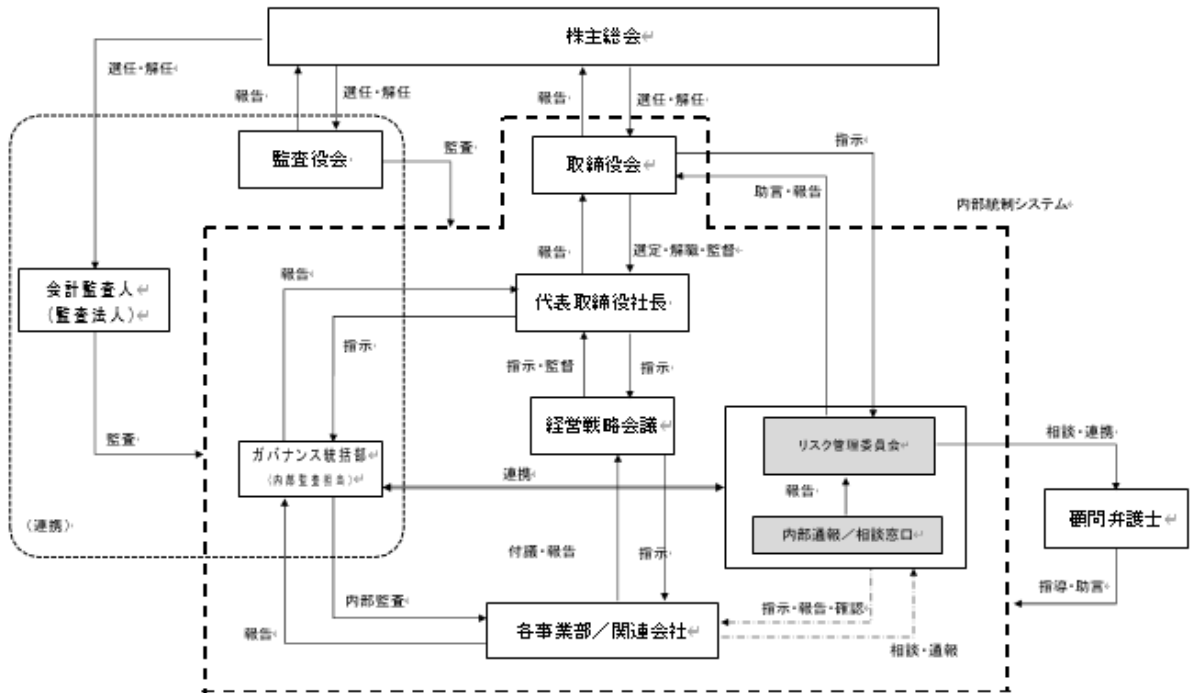 株主総会
選任・解任
報告
選任・解任
報告
選任・解任
監査役会
監査
取締役会
指示
助言・報告
内部統制システム
報告
選定・解職・監督
報告
会計監査人
(監査法人)
代表取締役社長
指示
指示・監督
指示
経営戦略会議
監査
ガバナンス統括部
(内部監査担当)
連携
リスク管理委員会
相談・連携
報告
顧問弁護士
(連携)
内部通報/相談窓口
付議・報告
指示
内部監査
指示・報告・確認
指導・助言
報告
各事業部/関連会社
相談・通報